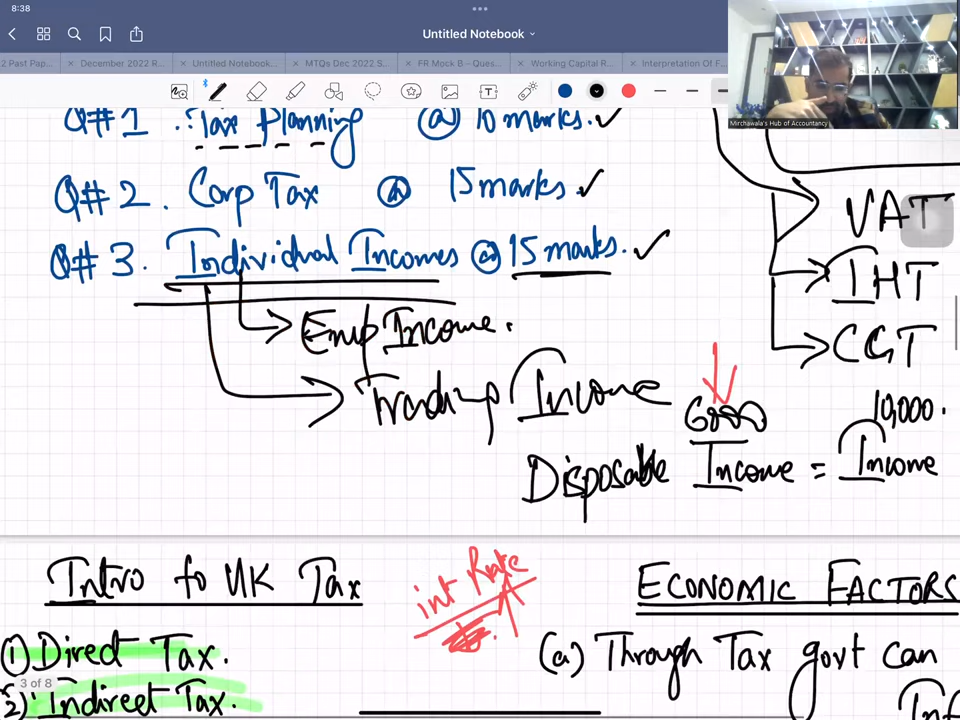 8:38
Untitled Notebook
2 Past Pap...
December 2022 R...
Untitled Notebook...
MTQs Dec 2022 S...
FR Mock B – Ques...
Working Capital R...
Interpretation Of F
Mirchawala's Hub of Accountancy
Q# 1 . Tax Planning @ 10 marks. ✓
Q# 2. Corp Tax @ 15 marks. ✓
Q# 3. Individual Incomes @ 15 marks. ✓
Emp Income.
Trading Income
VAT
IHT
CGT
6000
10,000.
Disposable Income = Income
Intro to UK Tax
int Rate
ECONOMIC FACTORS
1) Direct Tax.
2) Indirect Tax.
(a) Through Tax govt can
Inf
3 of 8